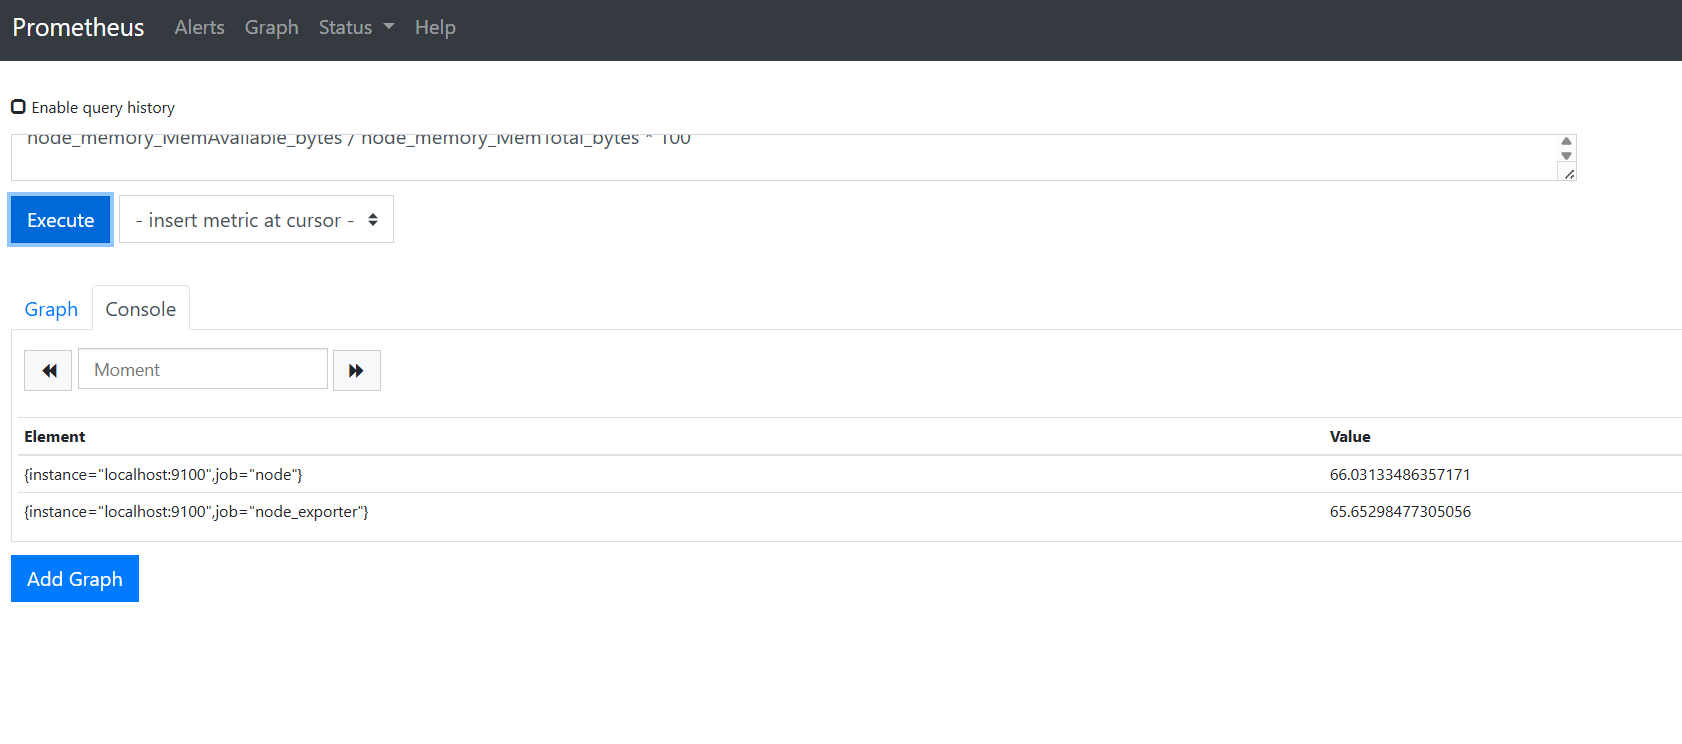 Prometheus Alerts Graph Status Help
Enable query history
node_memory_MemAvailable_bytes / node_memory_MemTotal_bytes * 100
Execute - insert metric at cursor -
Graph Console
Moment
Element Value
{instance="localhost:9100",job="node"} 66.03133486357171
{instance="localhost:9100",job="node_exporter"} 65.65298477305056
Add Graph